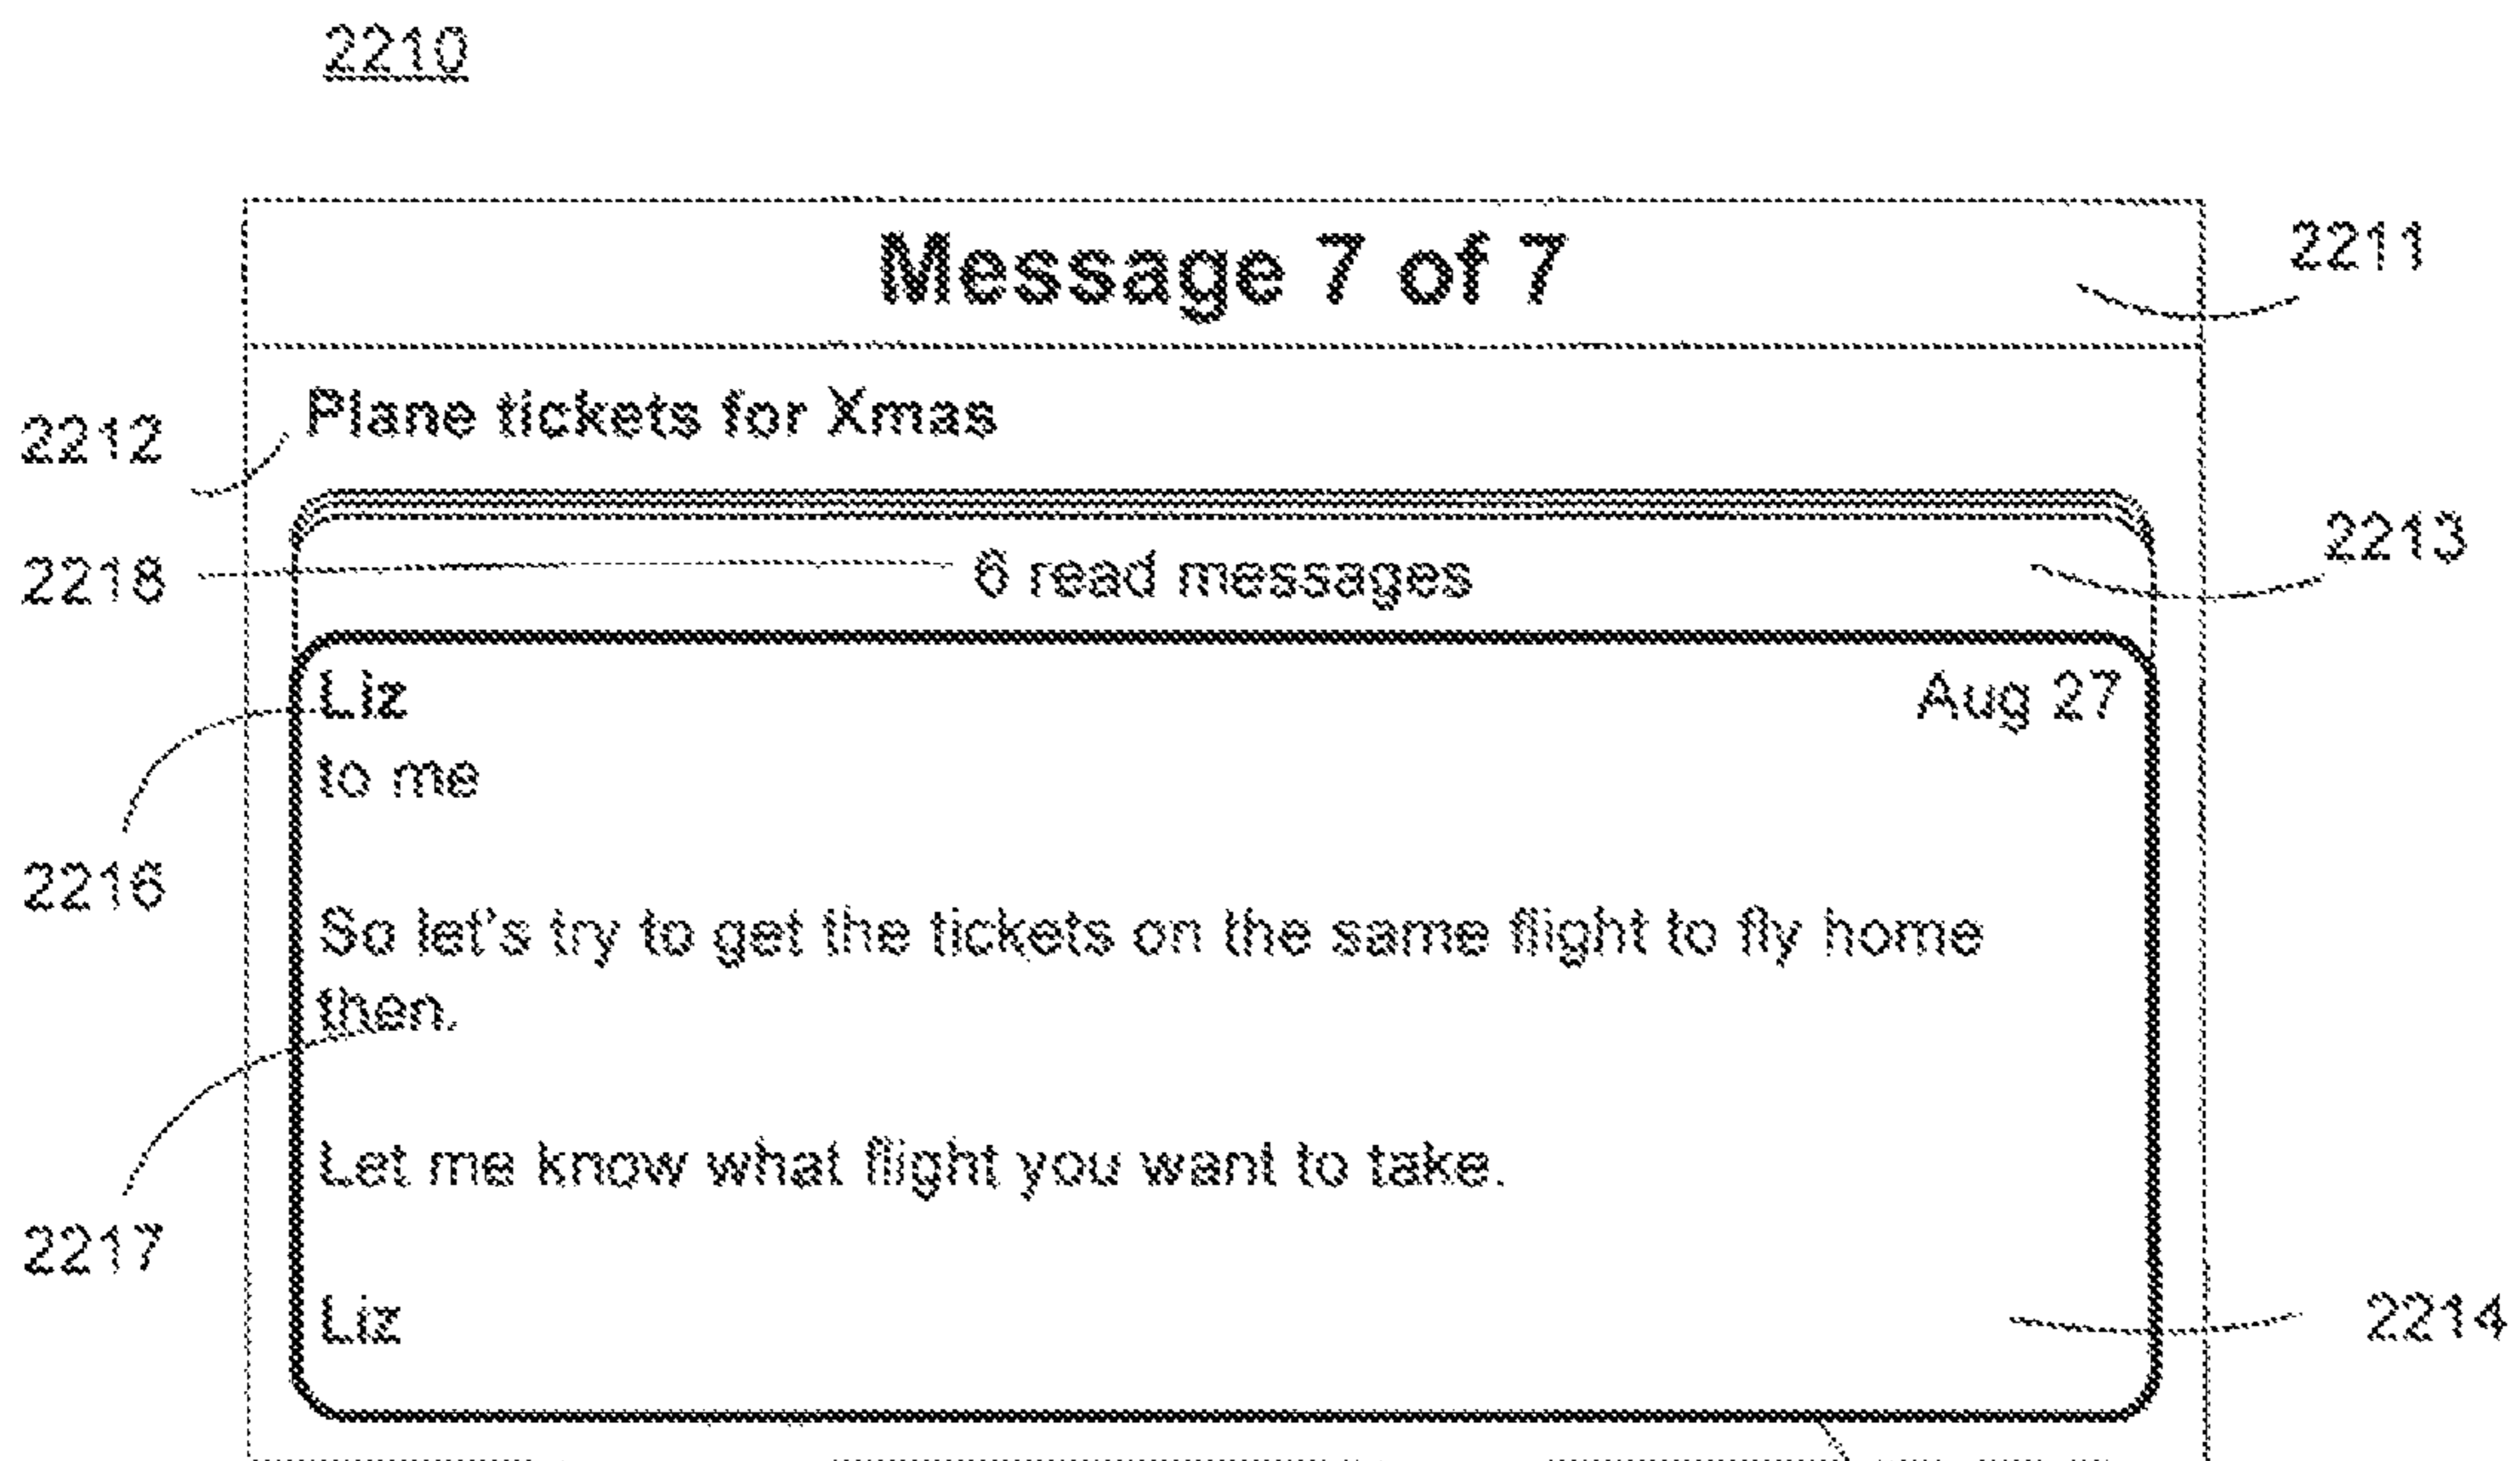 2210
Message 7 of 7
2211
Plane tickets for Xmas
2212
2213
2218
6 read messages
Liz
Aug 27
to me
2216
So let's try to get the tickets on the same flight to fly home
then.
Let me know what flight you want to take.
2217
Liz
2214